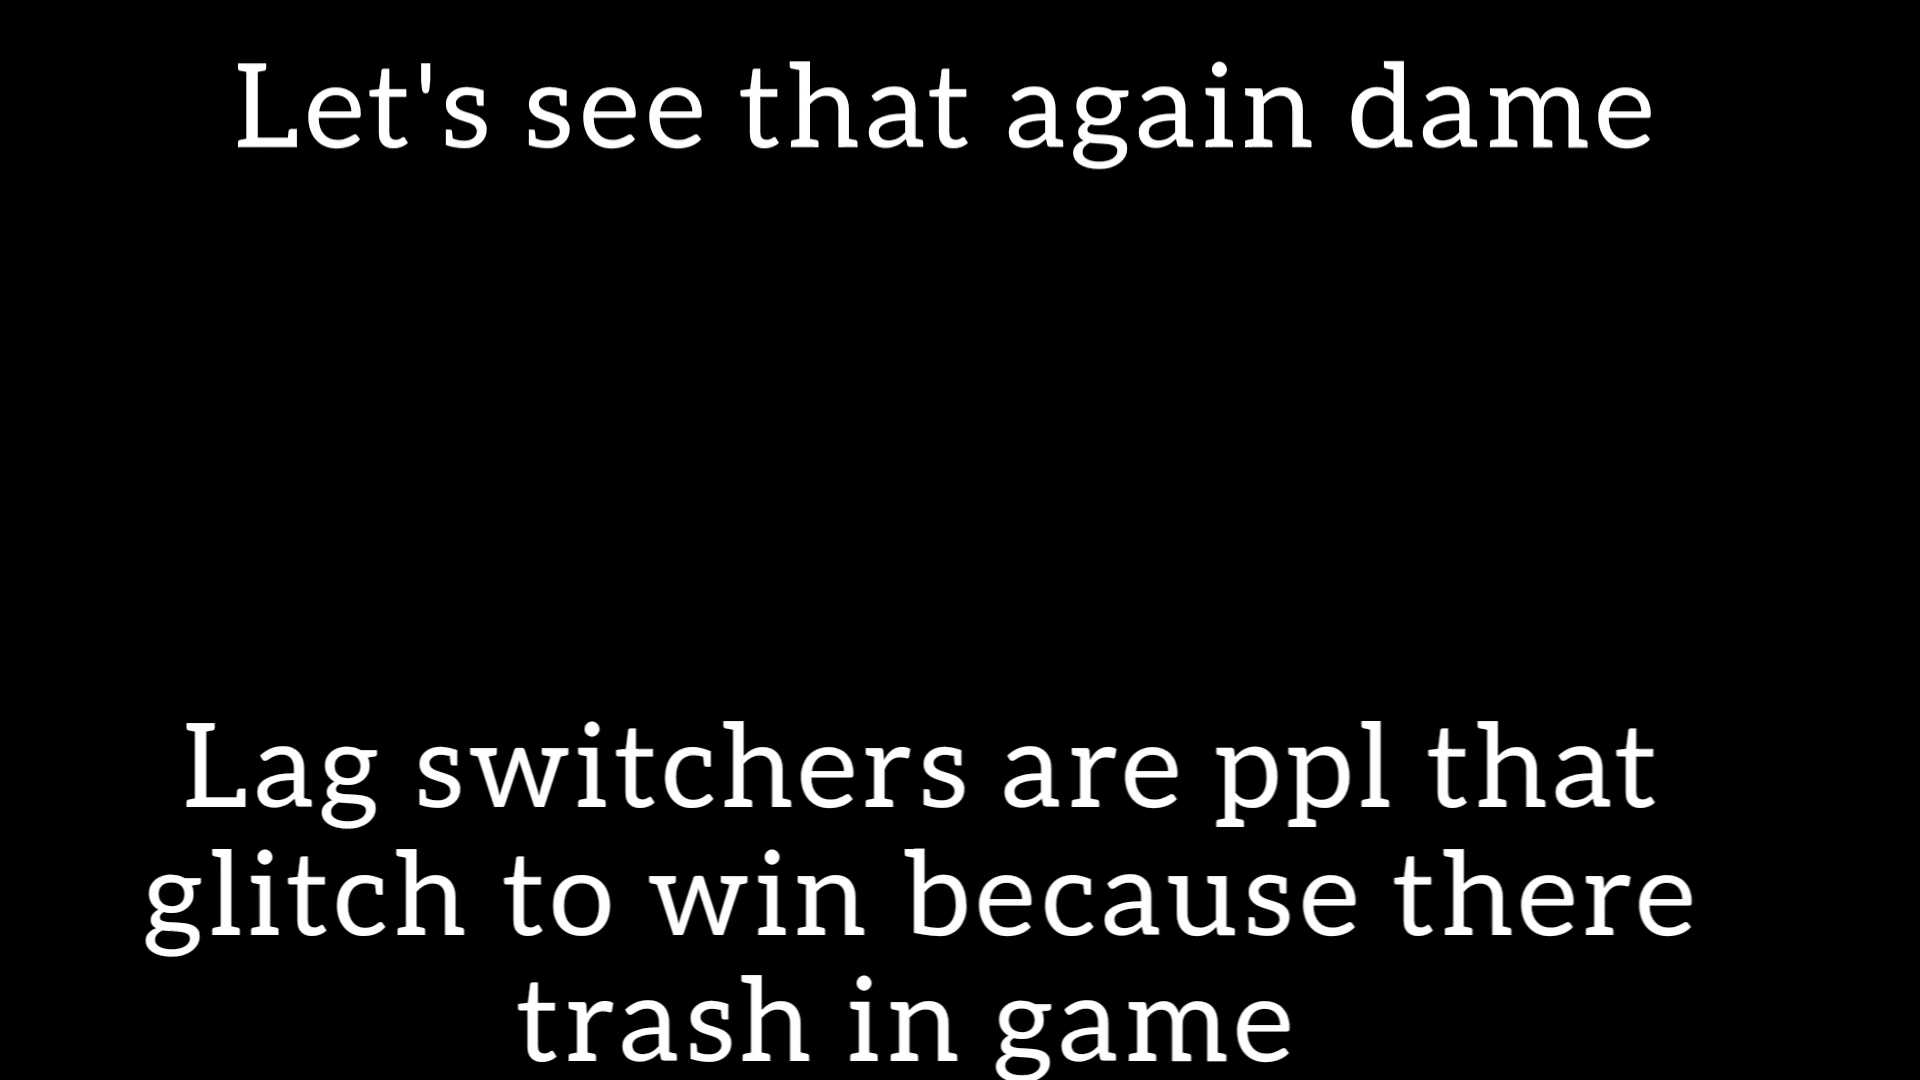 Let's see that again dame
Lag switchers are ppl that
glitch to win because there
trash in game